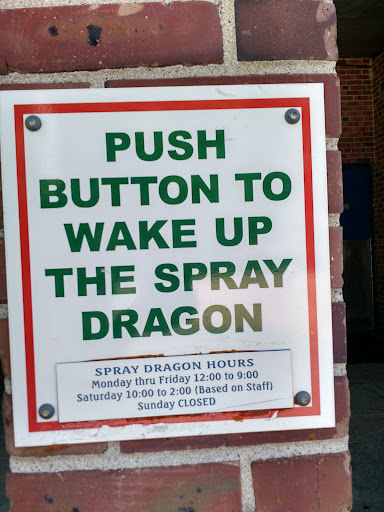 PUSH
BUTTON TO
WAKE UP
THE SPRAY
DRAGON
SPRAY DRAGON HOURS
Monday thru Friday 12:00 to 9:00
Saturday 10:00 to 2:00 (Based on Staff)
Sunday CLOSED